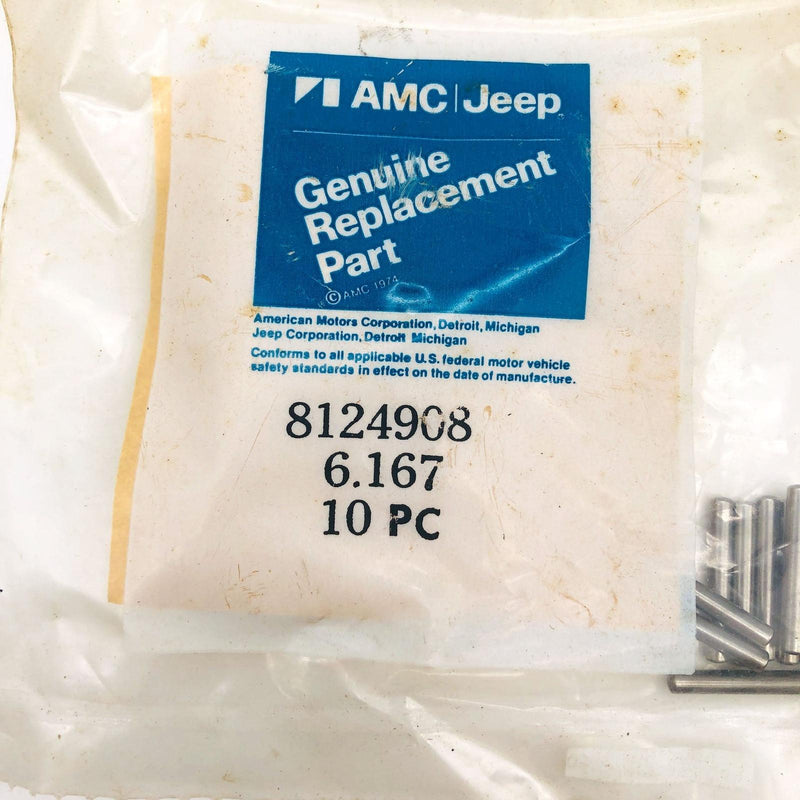 AMC | Jeep
Genuine
Replacement
Part
© AMC 1974
American Motors Corporation, Detroit, Michigan
Jeep Corporation, Detroit Michigan
Conforms to all applicable U.S. federal motor vehicle
safety standards in effect on the date of manufacture.
8124908
6.167
10 PC